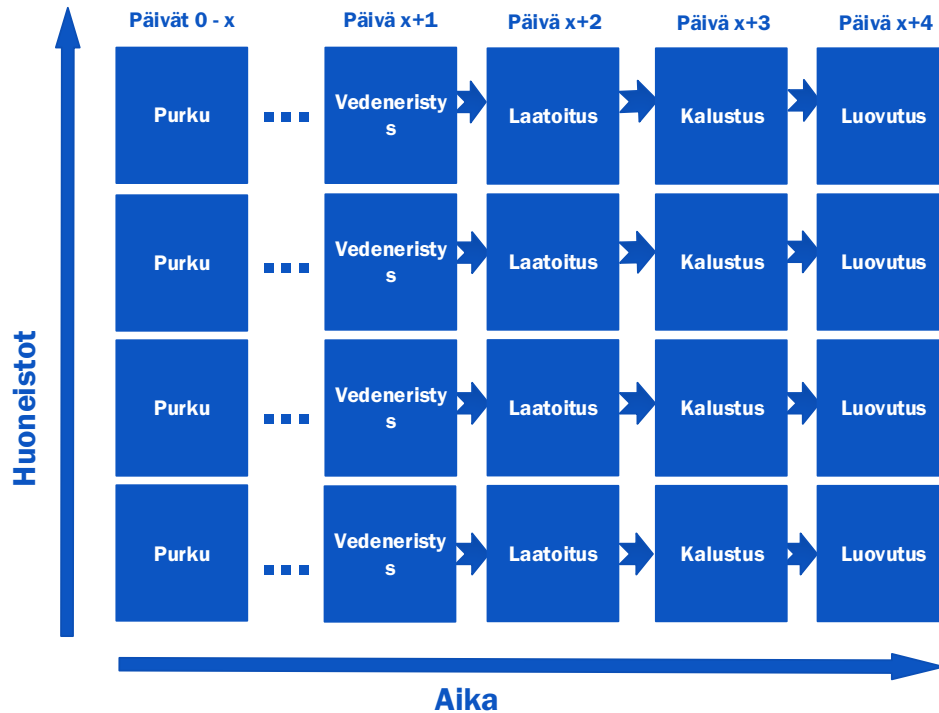 Päivät 0 - x
Päivä x+1
Päivä x+2
Päivä x+3
Päivä x+4
Purku
Vedeneristy
s
Laatoitus
Kalustus
Luovutus
Purku
Vedeneristy
s
Laatoitus
Kalustus
Luovutus
Purku
Vedeneristy
s
Laatoitus
Kalustus
Luovutus
Purku
Vedeneristy
s
Laatoitus
Kalustus
Luovutus
Huoneistot
Aika